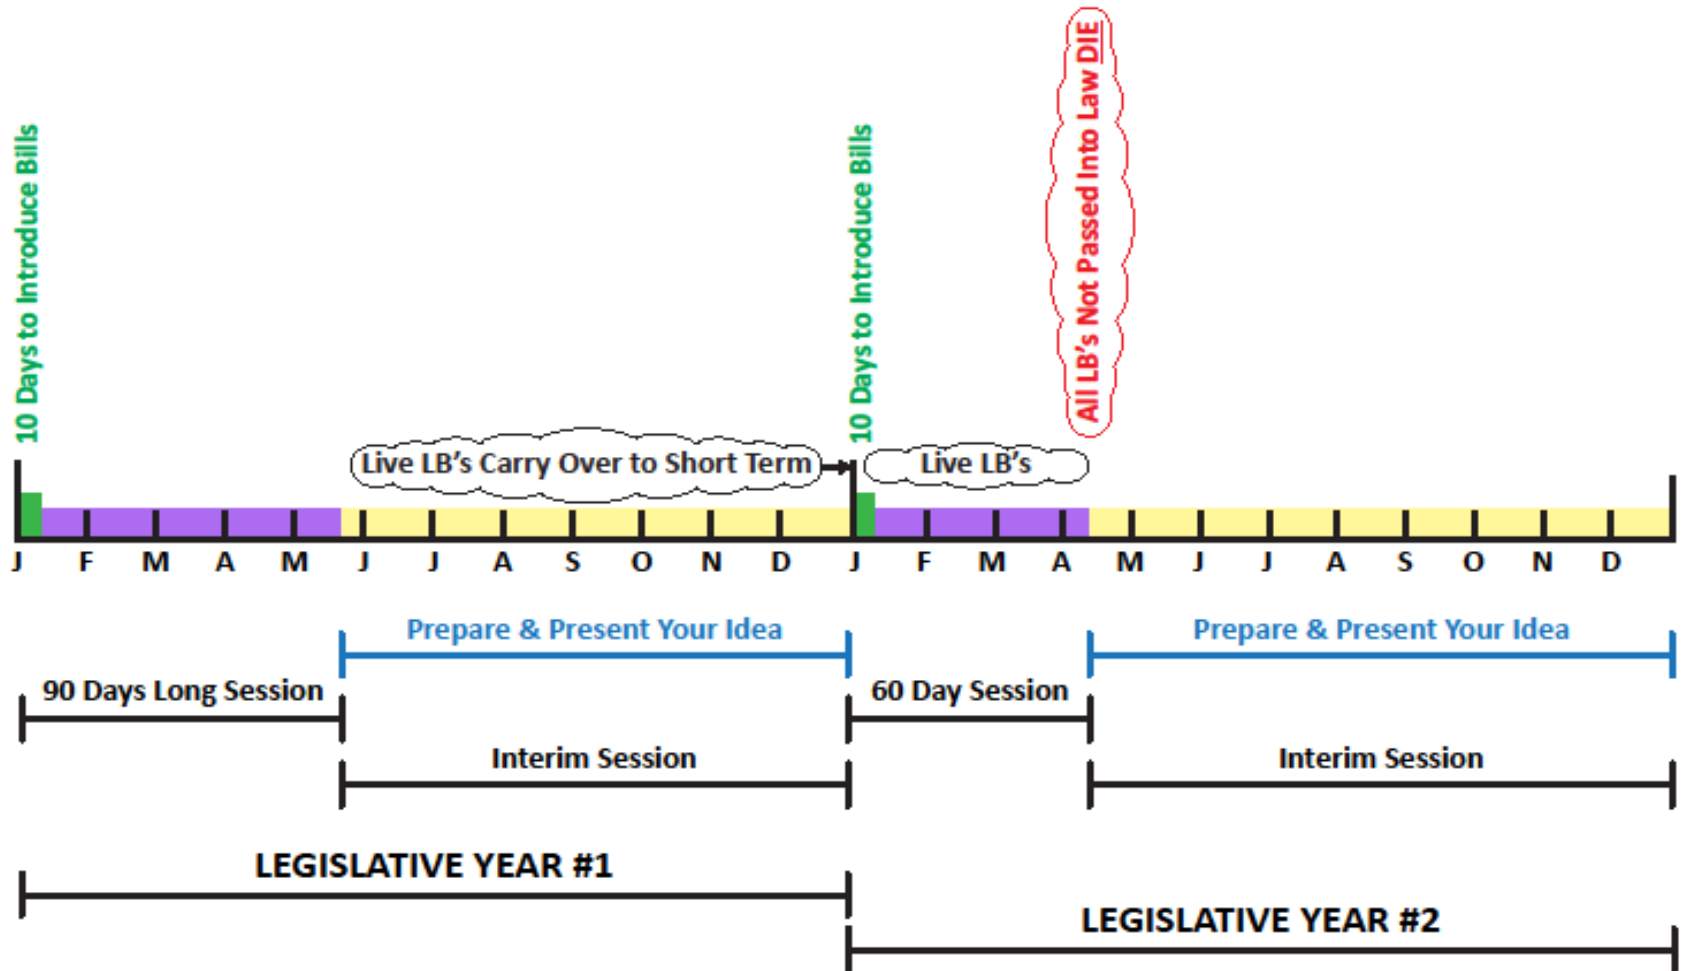 10 Days to Introduce Bills
10 Days to Introduce Bills
All LB's Not Passed Into Law DIE
Live LB's Carry Over to Short Term
Live LB's
J F M A M J J A S O N D J F M A M J J A S O N D
Prepare & Present Your Idea
Prepare & Present Your Idea
90 Days Long Session
60 Day Session
Interim Session
Interim Session
LEGISLATIVE YEAR #1
LEGISLATIVE YEAR #2